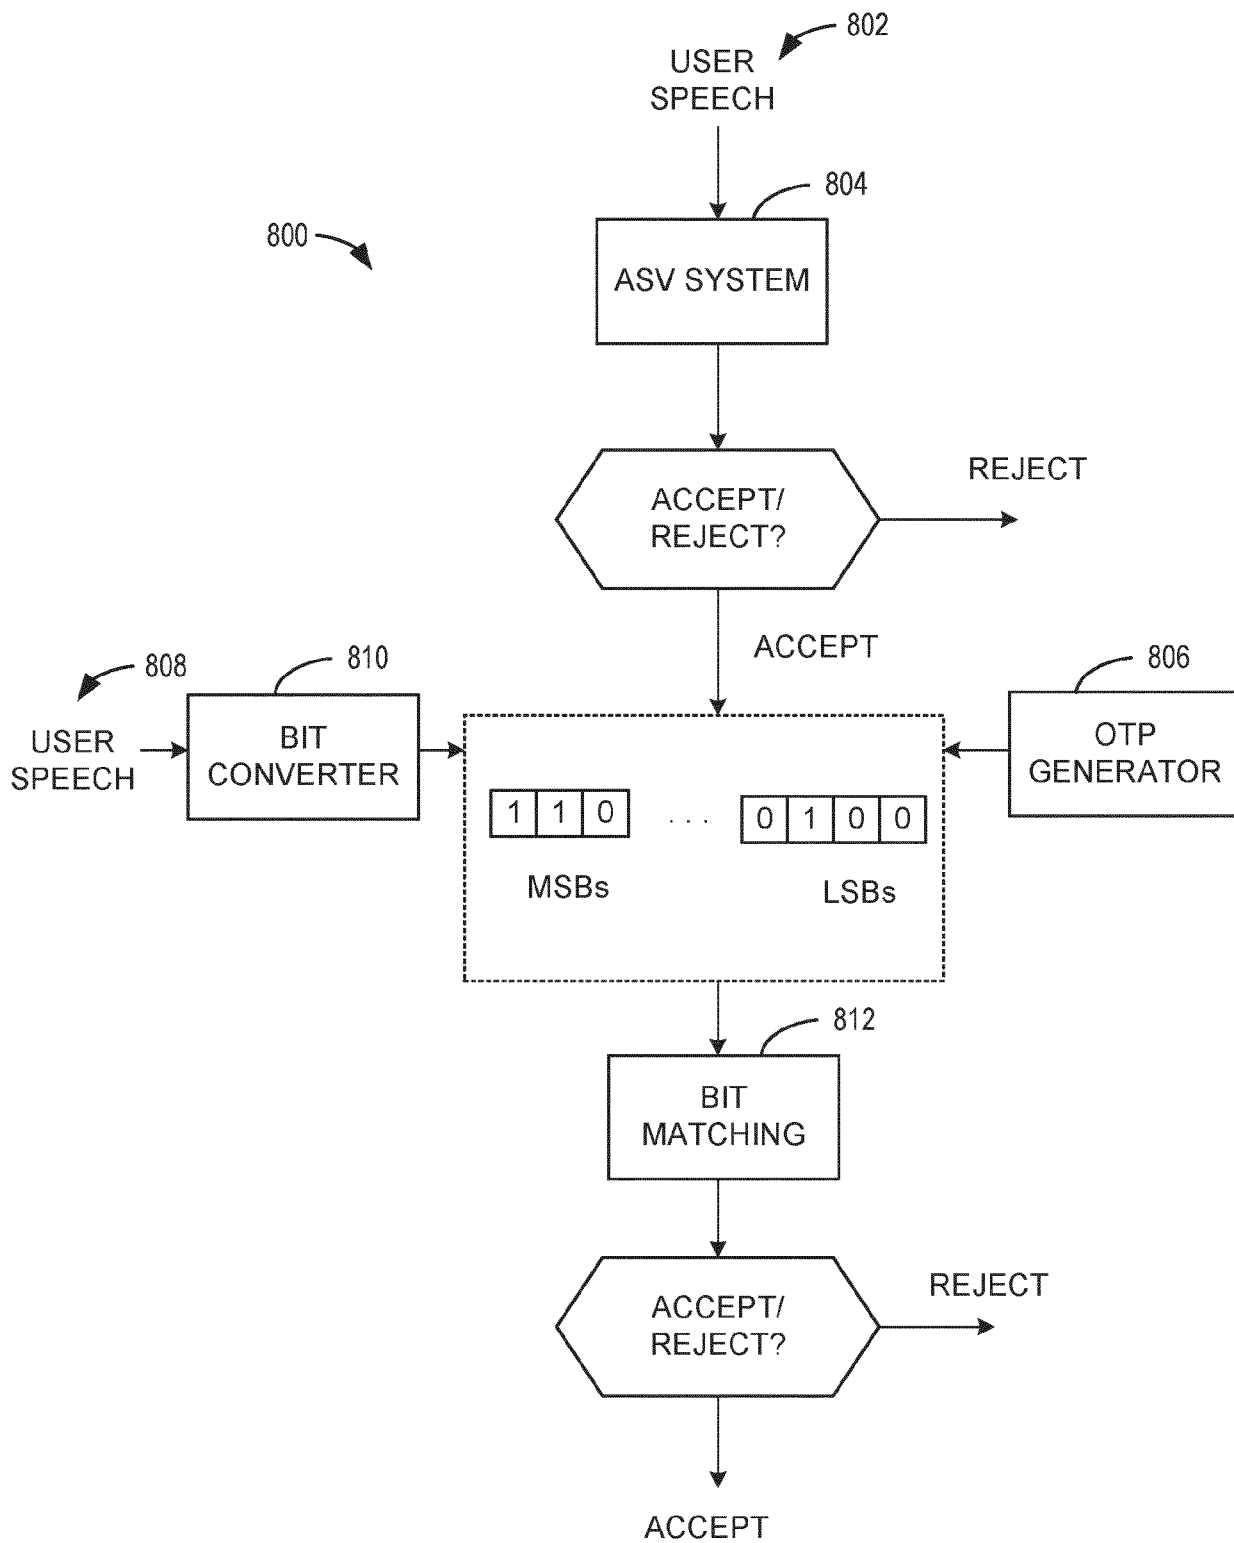 802
USER
SPEECH
804
800
ASV SYSTEM
REJECT
ACCEPT/
REJECT?
ACCEPT
808
810
806
USER
SPEECH
BIT
CONVERTER
OTP
GENERATOR
1 1 0 . . . 0 1 0 0
MSBs
LSBs
812
BIT
MATCHING
REJECT
ACCEPT/
REJECT?
ACCEPT